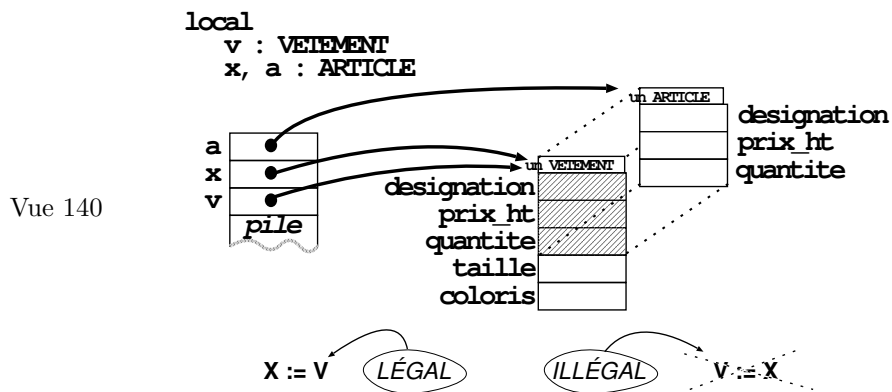 local
v : VETEMENT
x, a : ARTICLE
un ARTICLE
designation
prix_ht
quantite
a
x
v
pile
un VETEMENT
designation
prix_ht
quantite
taille
coloris
Vue 140
X := V
LÉGAL
ILLÉGAL
V := X